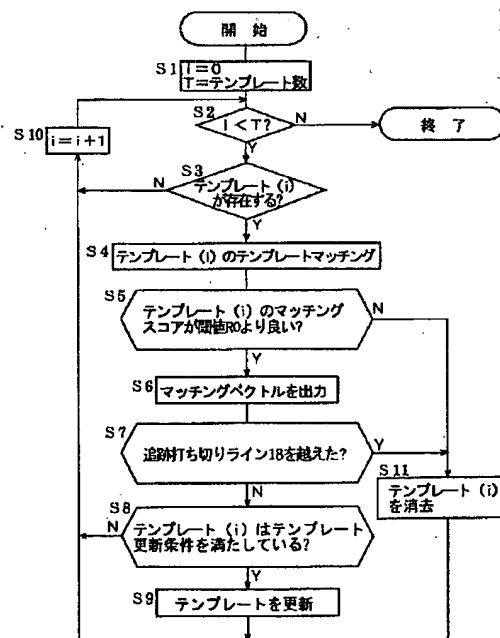 開 始
S1
I=0
T=テンプレート数
S2
I<T?
N
終 了
Y
S10
i=i+1
S3
テンプレート(i)
が存在する?
N
Y
S4
テンプレート(i)のテンプレートマッチング
S5
テンプレート(i)のマッチング
スコアが閾値R0より良い?
N
Y
S6
マッチングベクトルを出力
S7
追跡打ち切りライン18を越えた?
Y
N
S11
テンプレート(i)
を消去
S8
テンプレート(i)はテンプレート
更新条件を満たしている?
N
Y
S9
テンプレートを更新